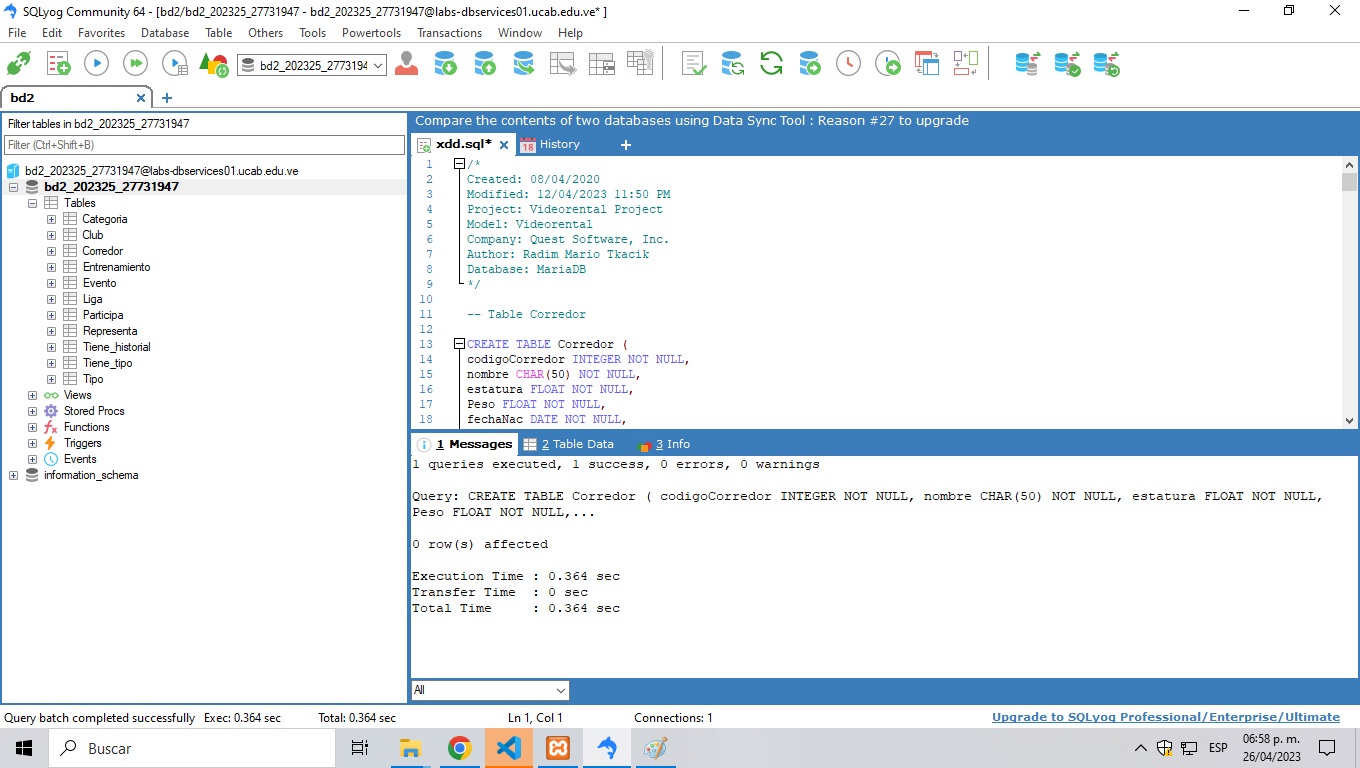 SQLyog Community 64 - [bd2/bd2_202325_27731947 - bd2_202325_27731947@labs-dbservices01.ucab.edu.ve* ]
File Edit Favorites Database Table Others Tools Powertools Transactions Window Help
bd2_202325_2773194
bd2
Filter tables in bd2_202325_27731947
Filter (Ctrl+Shift+B)
bd2_202325_27731947@labs-dbservices01.ucab.edu.ve
bd2_202325_27731947
Tables
Categoria
Club
Corredor
Entrenamiento
Evento
Liga
Participa
Representa
Tiene_historial
Tiene_tipo
Tipo
Views
Stored Procs
Functions
Triggers
Events
information_schema
Compare the contents of two databases using Data Sync Tool : Reason #27 to upgrade
xdd.sql* 18 History
1 /*
2 Created: 08/04/2020
3 Modified: 12/04/2023 11:50 PM
4 Project: Videorental Project
5 Model: Videorental
6 Company: Quest Software, Inc.
7 Author: Radim Mario Tkacik
8 Database: MariaDB
9 */
10
11 -- Table Corredor
12
13 CREATE TABLE Corredor (
14 codigoCorredor INTEGER NOT NULL,
15 nombre CHAR(50) NOT NULL,
16 estatura FLOAT NOT NULL,
17 Peso FLOAT NOT NULL,
18 fechaNac DATE NOT NULL,
1 Messages 2 Table Data 3 Info
1 queries executed, 1 success, 0 errors, 0 warnings
Query: CREATE TABLE Corredor ( codigoCorredor INTEGER NOT NULL, nombre CHAR(50) NOT NULL, estatura FLOAT NOT NULL,
Peso FLOAT NOT NULL,...
0 row(s) affected
Execution Time : 0.364 sec
Transfer Time : 0 sec
Total Time : 0.364 sec
All
Query batch completed successfully Exec: 0.364 sec Total: 0.364 sec Ln 1, Col 1 Connections: 1 Upgrade to SQLyog Professional/Enterprise/Ultimate
Buscar
ESP
06:58 p. m.
26/04/2023